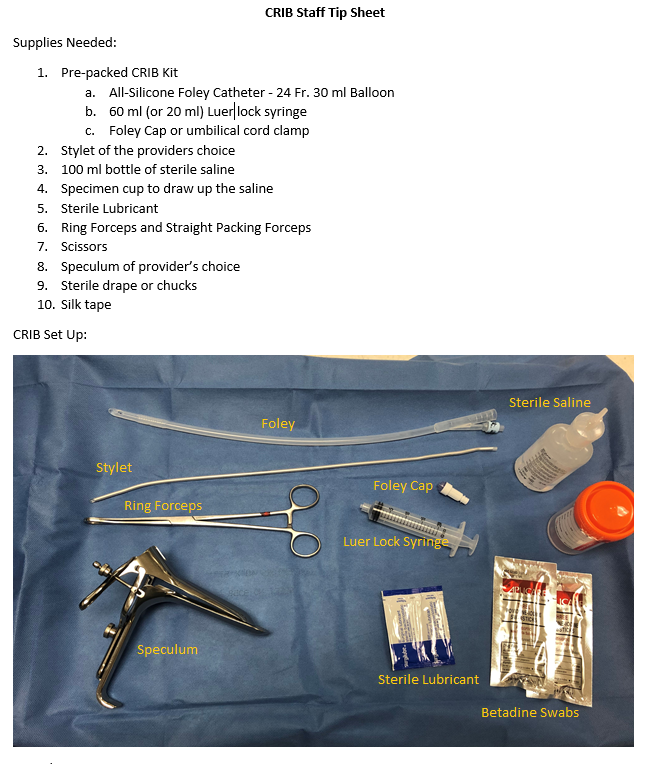 CRIB Staff Tip Sheet
Supplies Needed:
1. Pre-packed CRIB Kit
a. All-Silicone Foley Catheter - 24 Fr. 30 ml Balloon
b. 60 ml (or 20 ml) Luer lock syringe
c. Foley Cap or umbilical cord clamp
2. Stylet of the providers choice
3. 100 ml bottle of sterile saline
4. Specimen cup to draw up the saline
5. Sterile Lubricant
6. Ring Forceps and Straight Packing Forceps
7. Scissors
8. Speculum of provider's choice
9. Sterile drape or chucks
10. Silk tape
CRIB Set Up:
Sterile Saline
Foley
Stylet
Foley Cap
Ring Forceps
Luer Lock Syringe
Speculum
Sterile Lubricant
Betadine Swabs